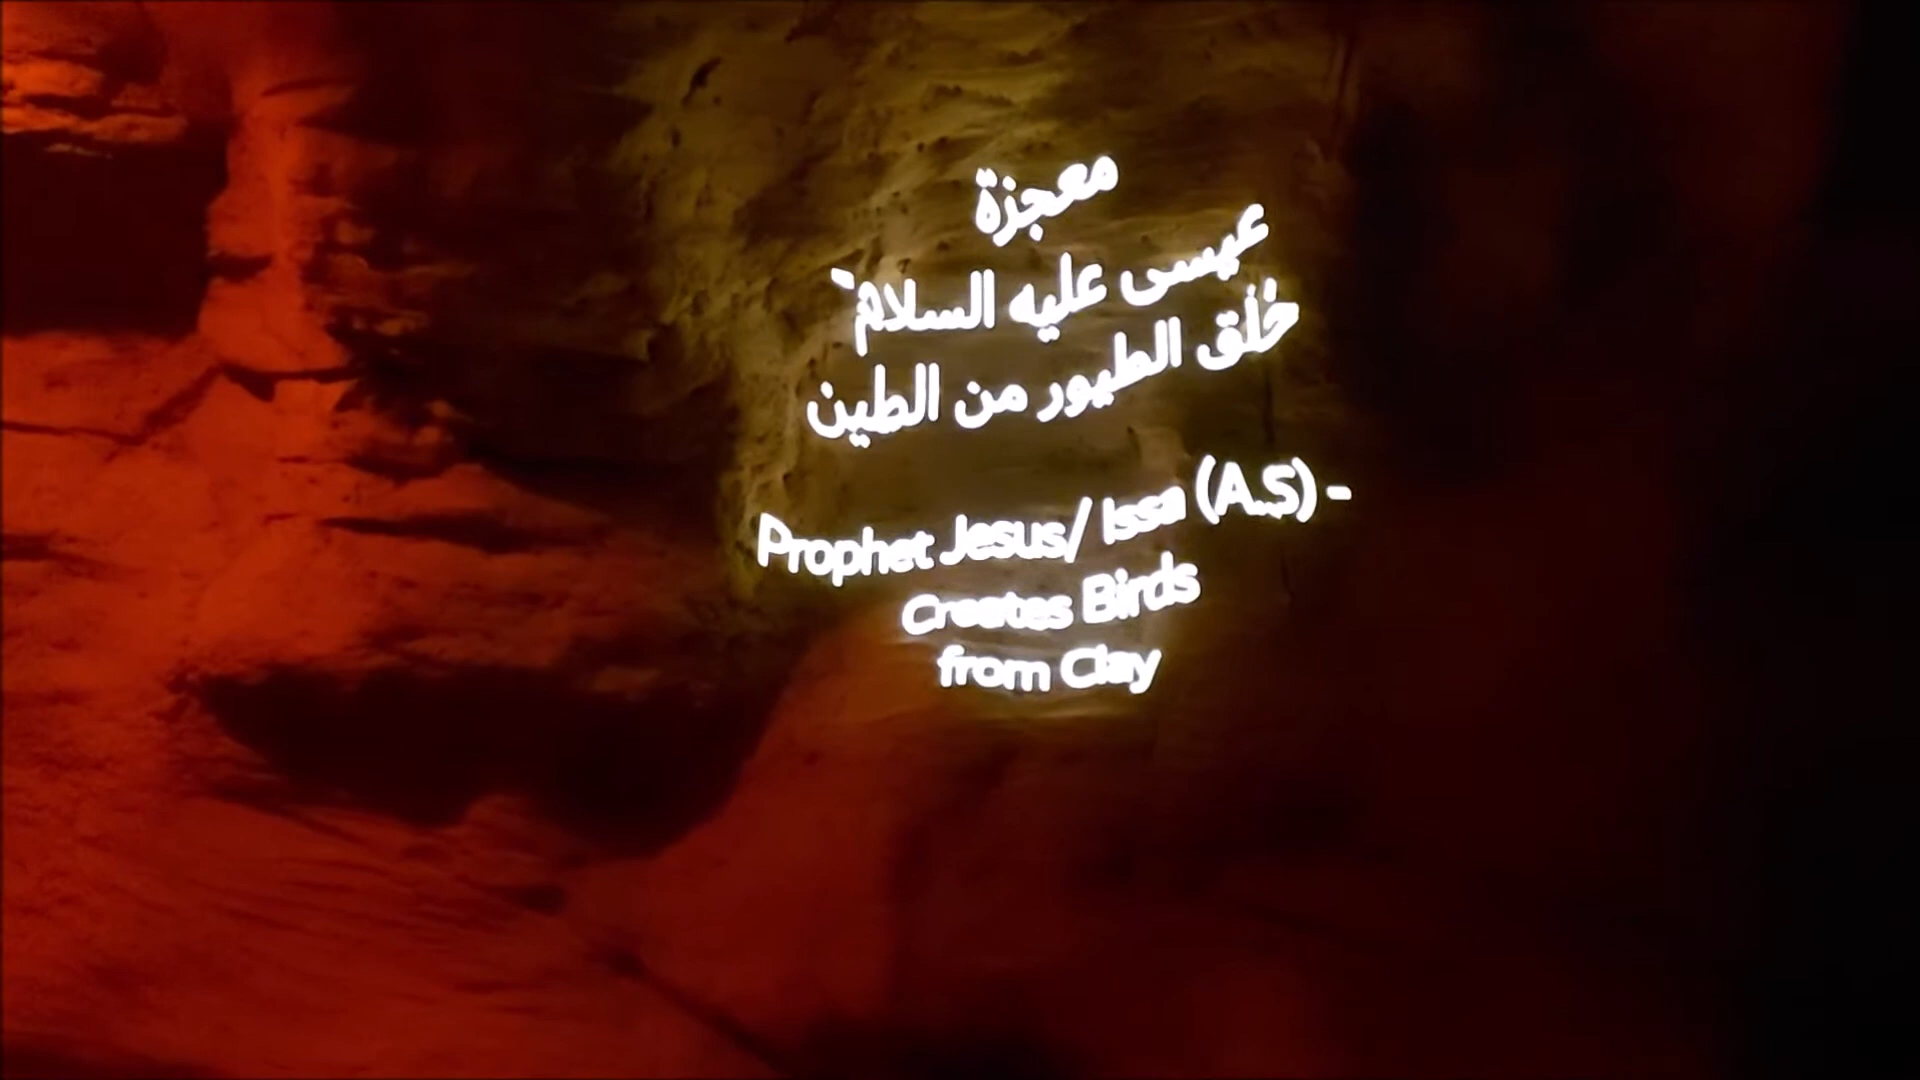 معجزة
عيسى عليه السلام-
خلق الطيور من الطين
Prophet Jesus/ Issa (A.S) -
Creates Birds
from Clay